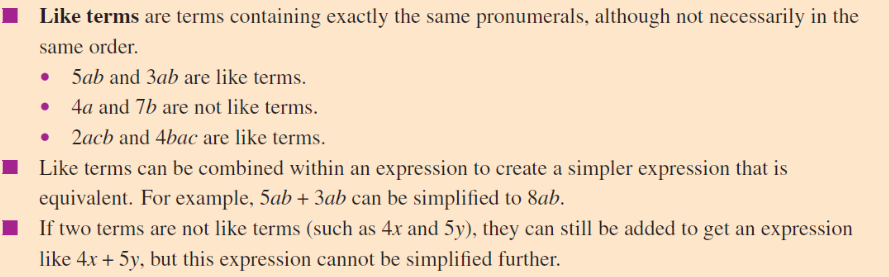 Like terms are terms containing exactly the same pronumerals, although not necessarily in the
same order.
• 5ab and 3ab are like terms.
• 4a and 7b are not like terms.
• 2acb and 4bac are like terms.
Like terms can be combined within an expression to create a simpler expression that is
equivalent. For example, 5ab + 3ab can be simplified to 8ab.
If two terms are not like terms (such as 4x and 5y), they can still be added to get an expression
like 4x + 5y, but this expression cannot be simplified further.